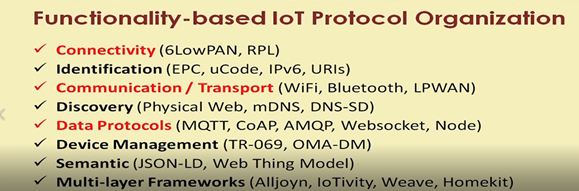 Functionality-based IoT Protocol Organization
✓ Connectivity (6LowPAN, RPL)
✓ Identification (EPC, uCode, IPv6, URIs)
✓ Communication / Transport (WiFi, Bluetooth, LPWAN)
✓ Discovery (Physical Web, mDNS, DNS-SD)
✓ Data Protocols (MQTT, CoAP, AMQP, Websocket, Node)
✓ Device Management (TR-069, OMA-DM)
✓ Semantic (JSON-LD, Web Thing Model)
✓ Multi-layer Frameworks (Alljoyn, IoTivity, Weave, Homekit)